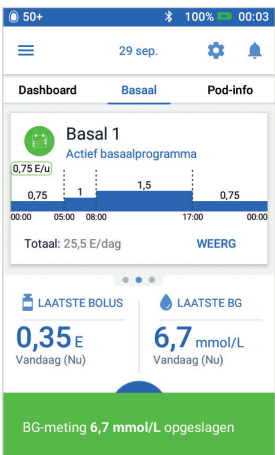 50+ 100% 00:03
29 sep.
Dashboard Basaal Pod-info
Basal 1
Actief basaalprogramma
0,75 E/u
0,75 1 1,5 0,75
00:00 05:00 08:00 17:00 00:00
Totaal: 25,5 E/dag WEERG
LAATSTE BOLUS LAATSTE BG
0,35 E 6,7 mmol/L
Vandaag (Nu) Vandaag (Nu)
BG-meting 6,7 mmol/L opgeslagen